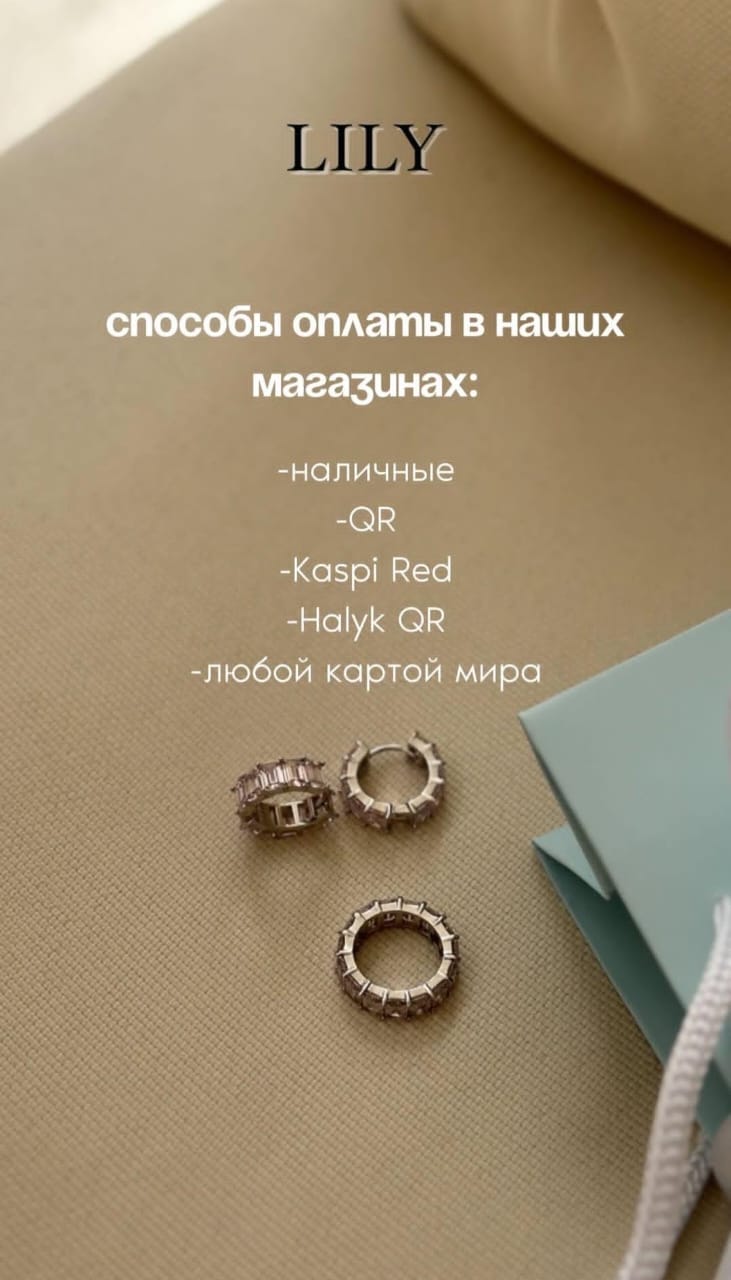 LILY
способы оплаты в наших
магазинах:
-наличные
-QR
-Kaspi Red
-Halyk QR
-любой картой мира